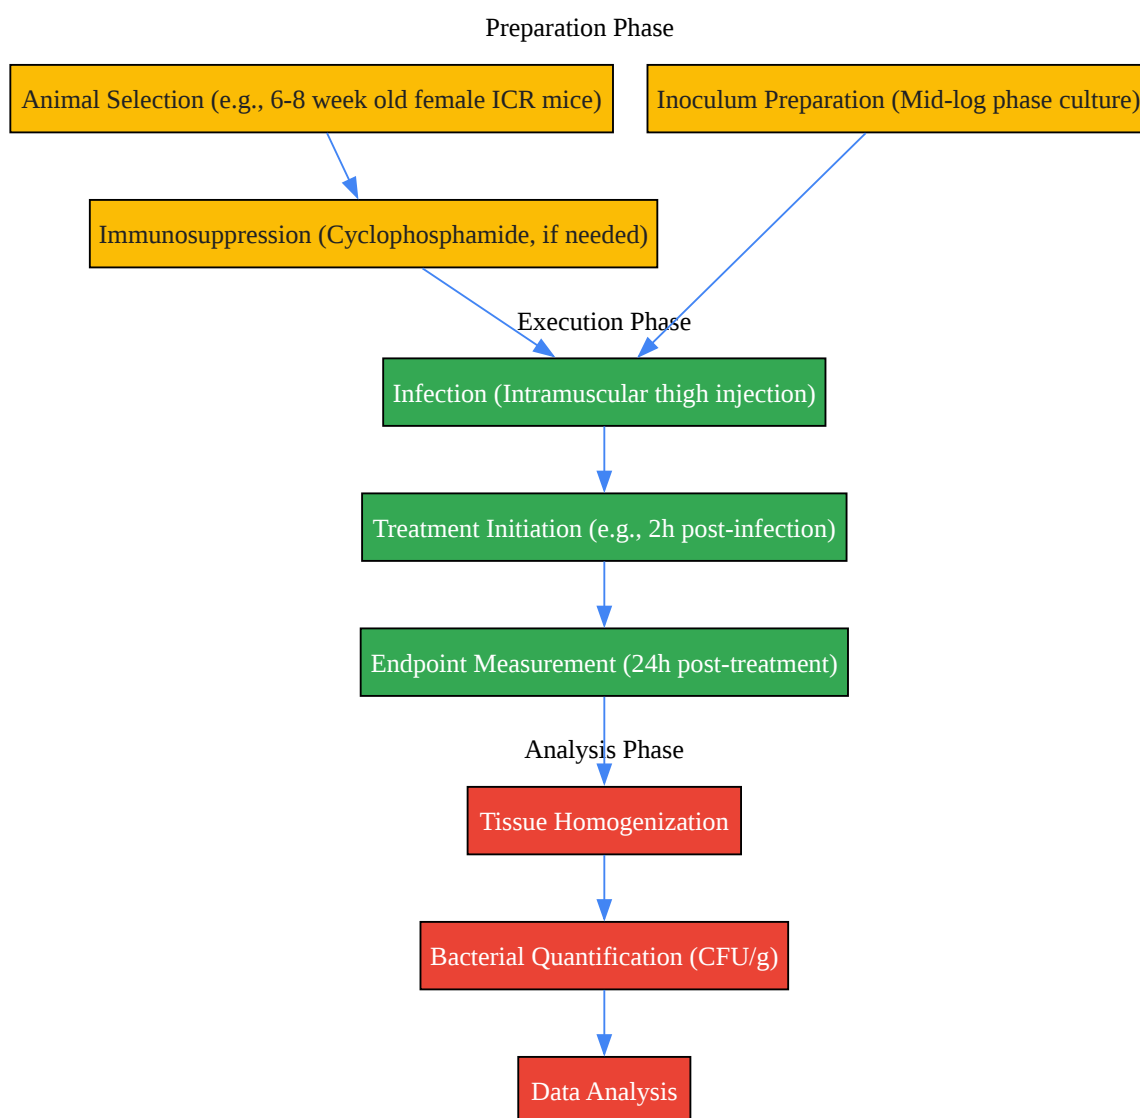 Preparation Phase
Animal Selection (e.g., 6-8 week old female ICR mice)
Inoculum Preparation (Mid-log phase culture)
Immunosuppression (Cyclophosphamide, if needed)
Execution Phase
Infection (Intramuscular thigh injection)
Treatment Initiation (e.g., 2h post-infection)
Endpoint Measurement (24h post-treatment)
Analysis Phase
Tissue Homogenization
Bacterial Quantification (CFU/g)
Data Analysis